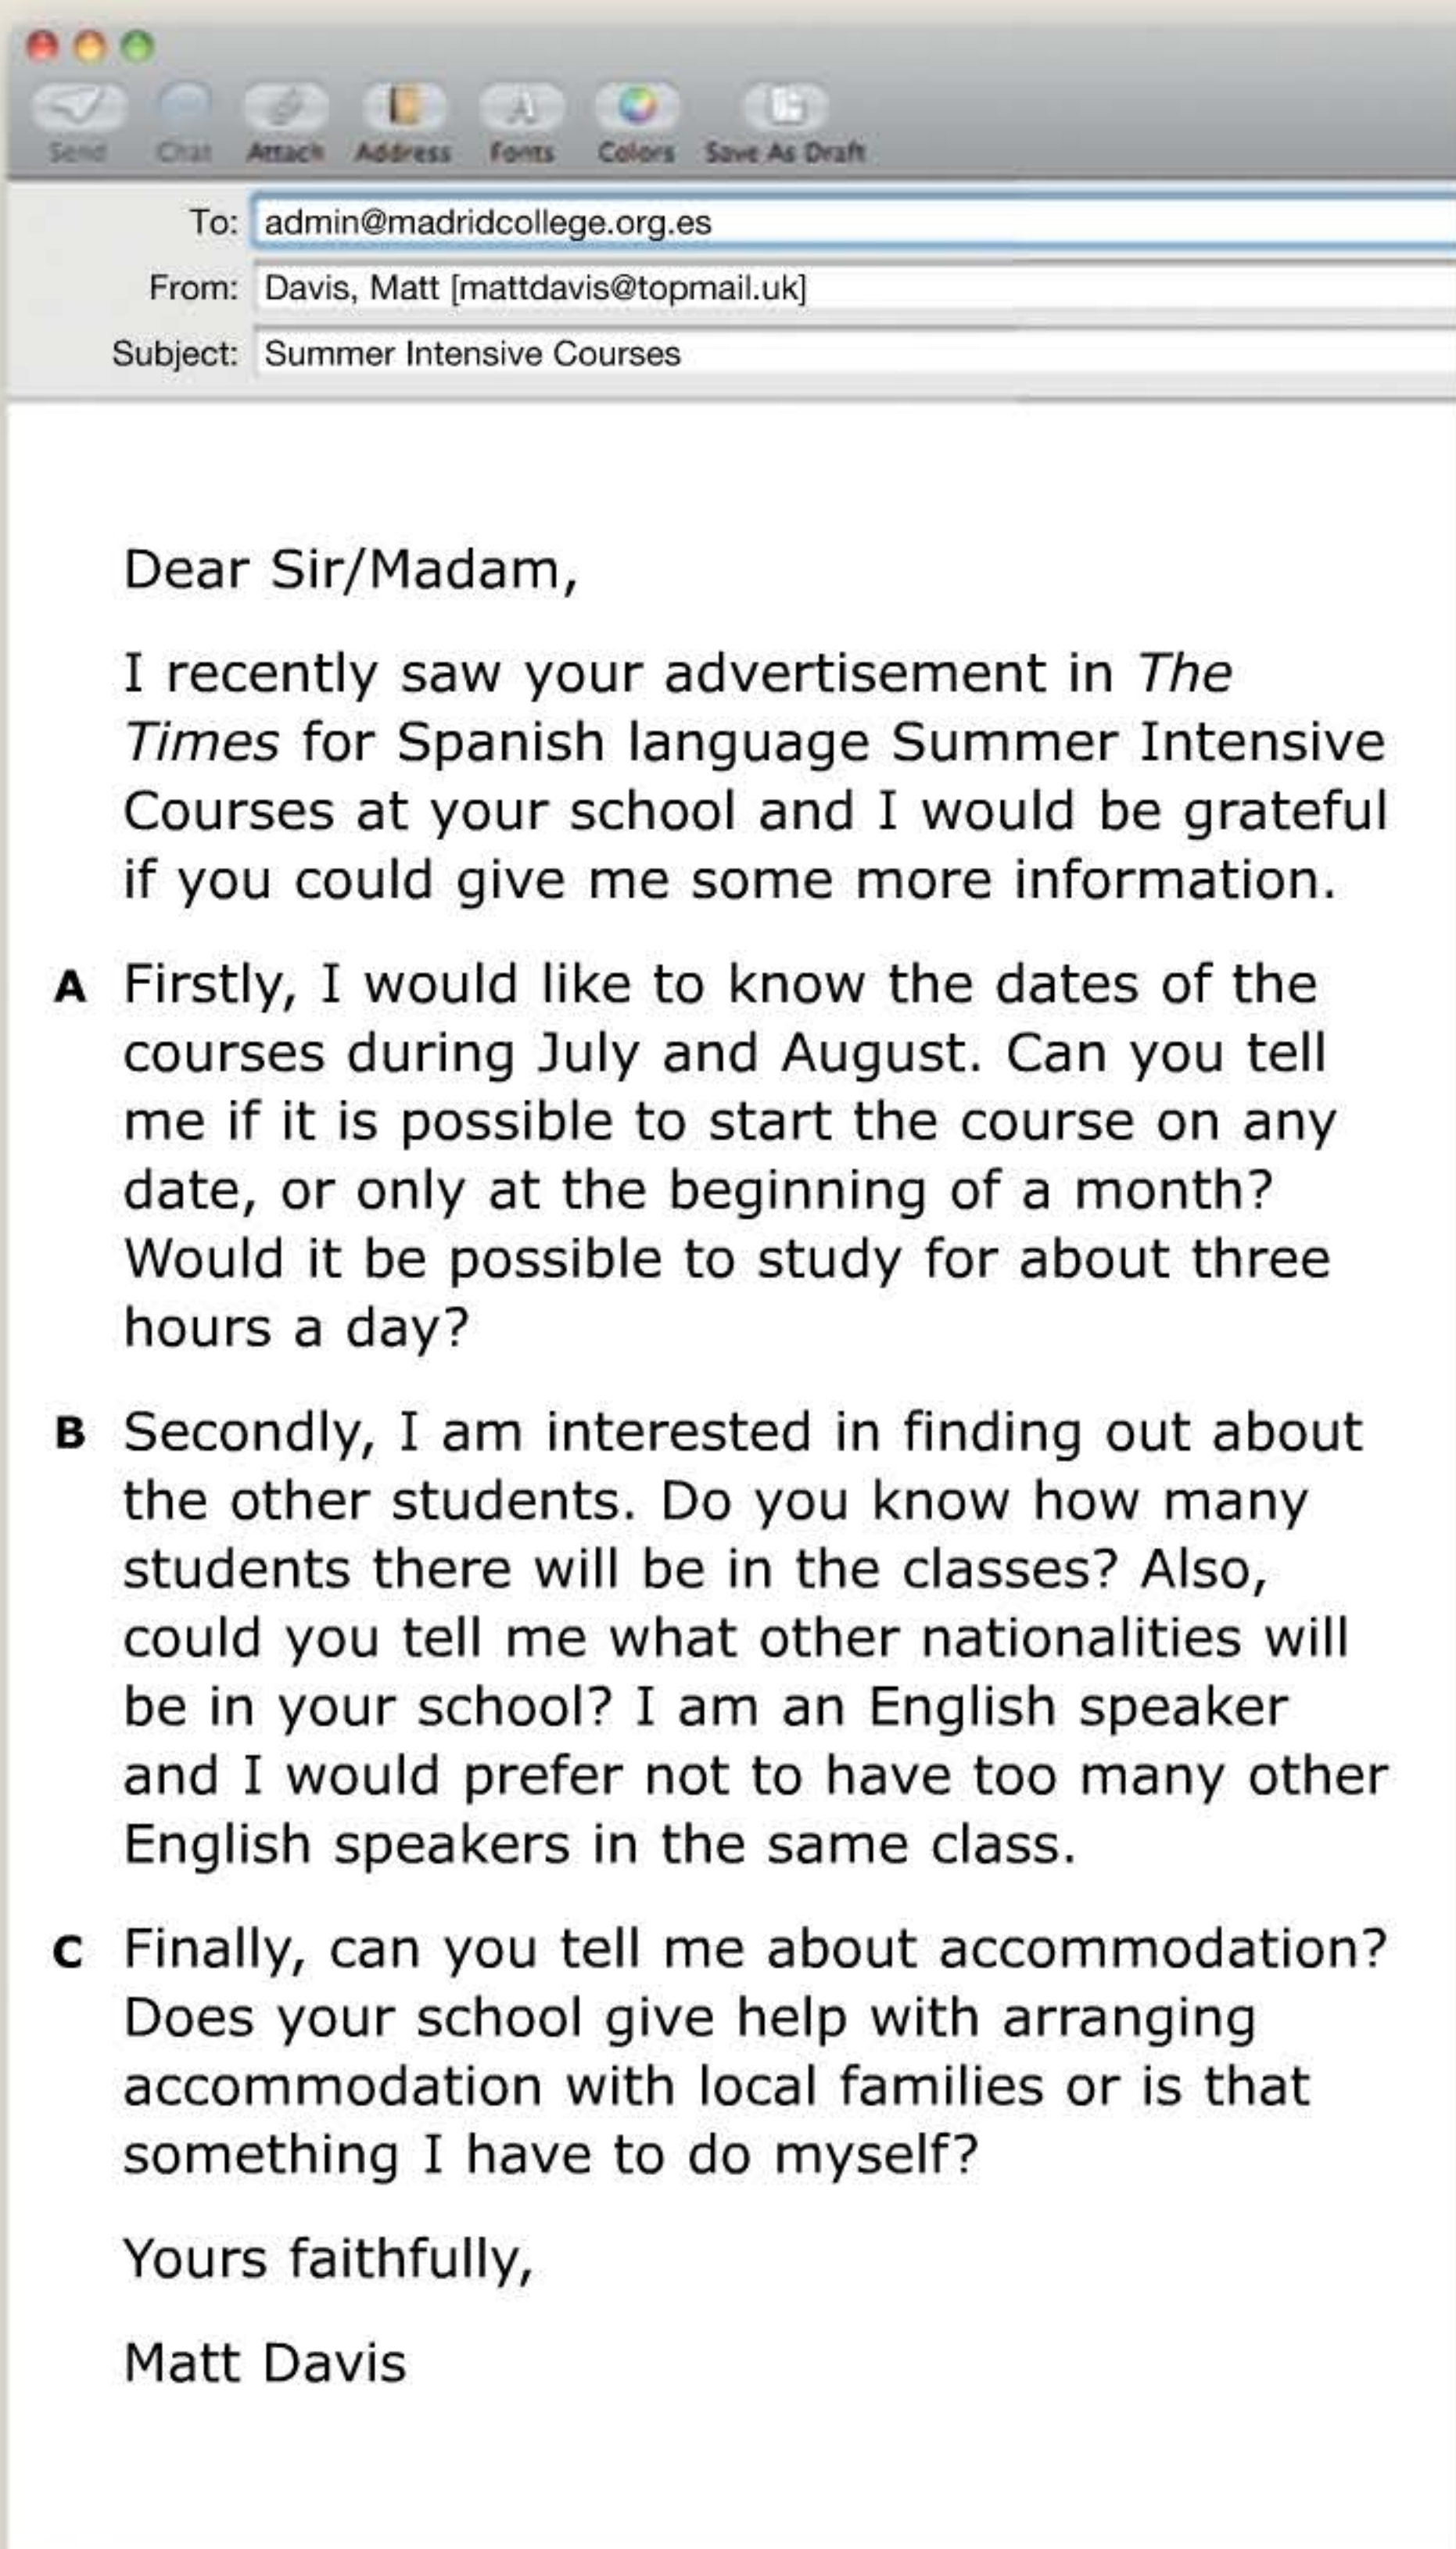 Send Chat Attach Address Fonts Colors Save As Draft
To: admin@madridcollege.org.es
From: Davis, Matt [mattdavis@topmail.uk]
Subject: Summer Intensive Courses
Dear Sir/Madam,
I recently saw your advertisement in The
Times for Spanish language Summer Intensive
Courses at your school and I would be grateful
if you could give me some more information.
A Firstly, I would like to know the dates of the
courses during July and August. Can you tell
me if it is possible to start the course on any
date, or only at the beginning of a month?
Would it be possible to study for about three
hours a day?
B Secondly, I am interested in finding out about
the other students. Do you know how many
students there will be in the classes? Also,
could you tell me what other nationalities will
be in your school? I am an English speaker
and I would prefer not to have too many other
English speakers in the same class.
C Finally, can you tell me about accommodation?
Does your school give help with arranging
accommodation with local families or is that
something I have to do myself?
Yours faithfully,
Matt Davis